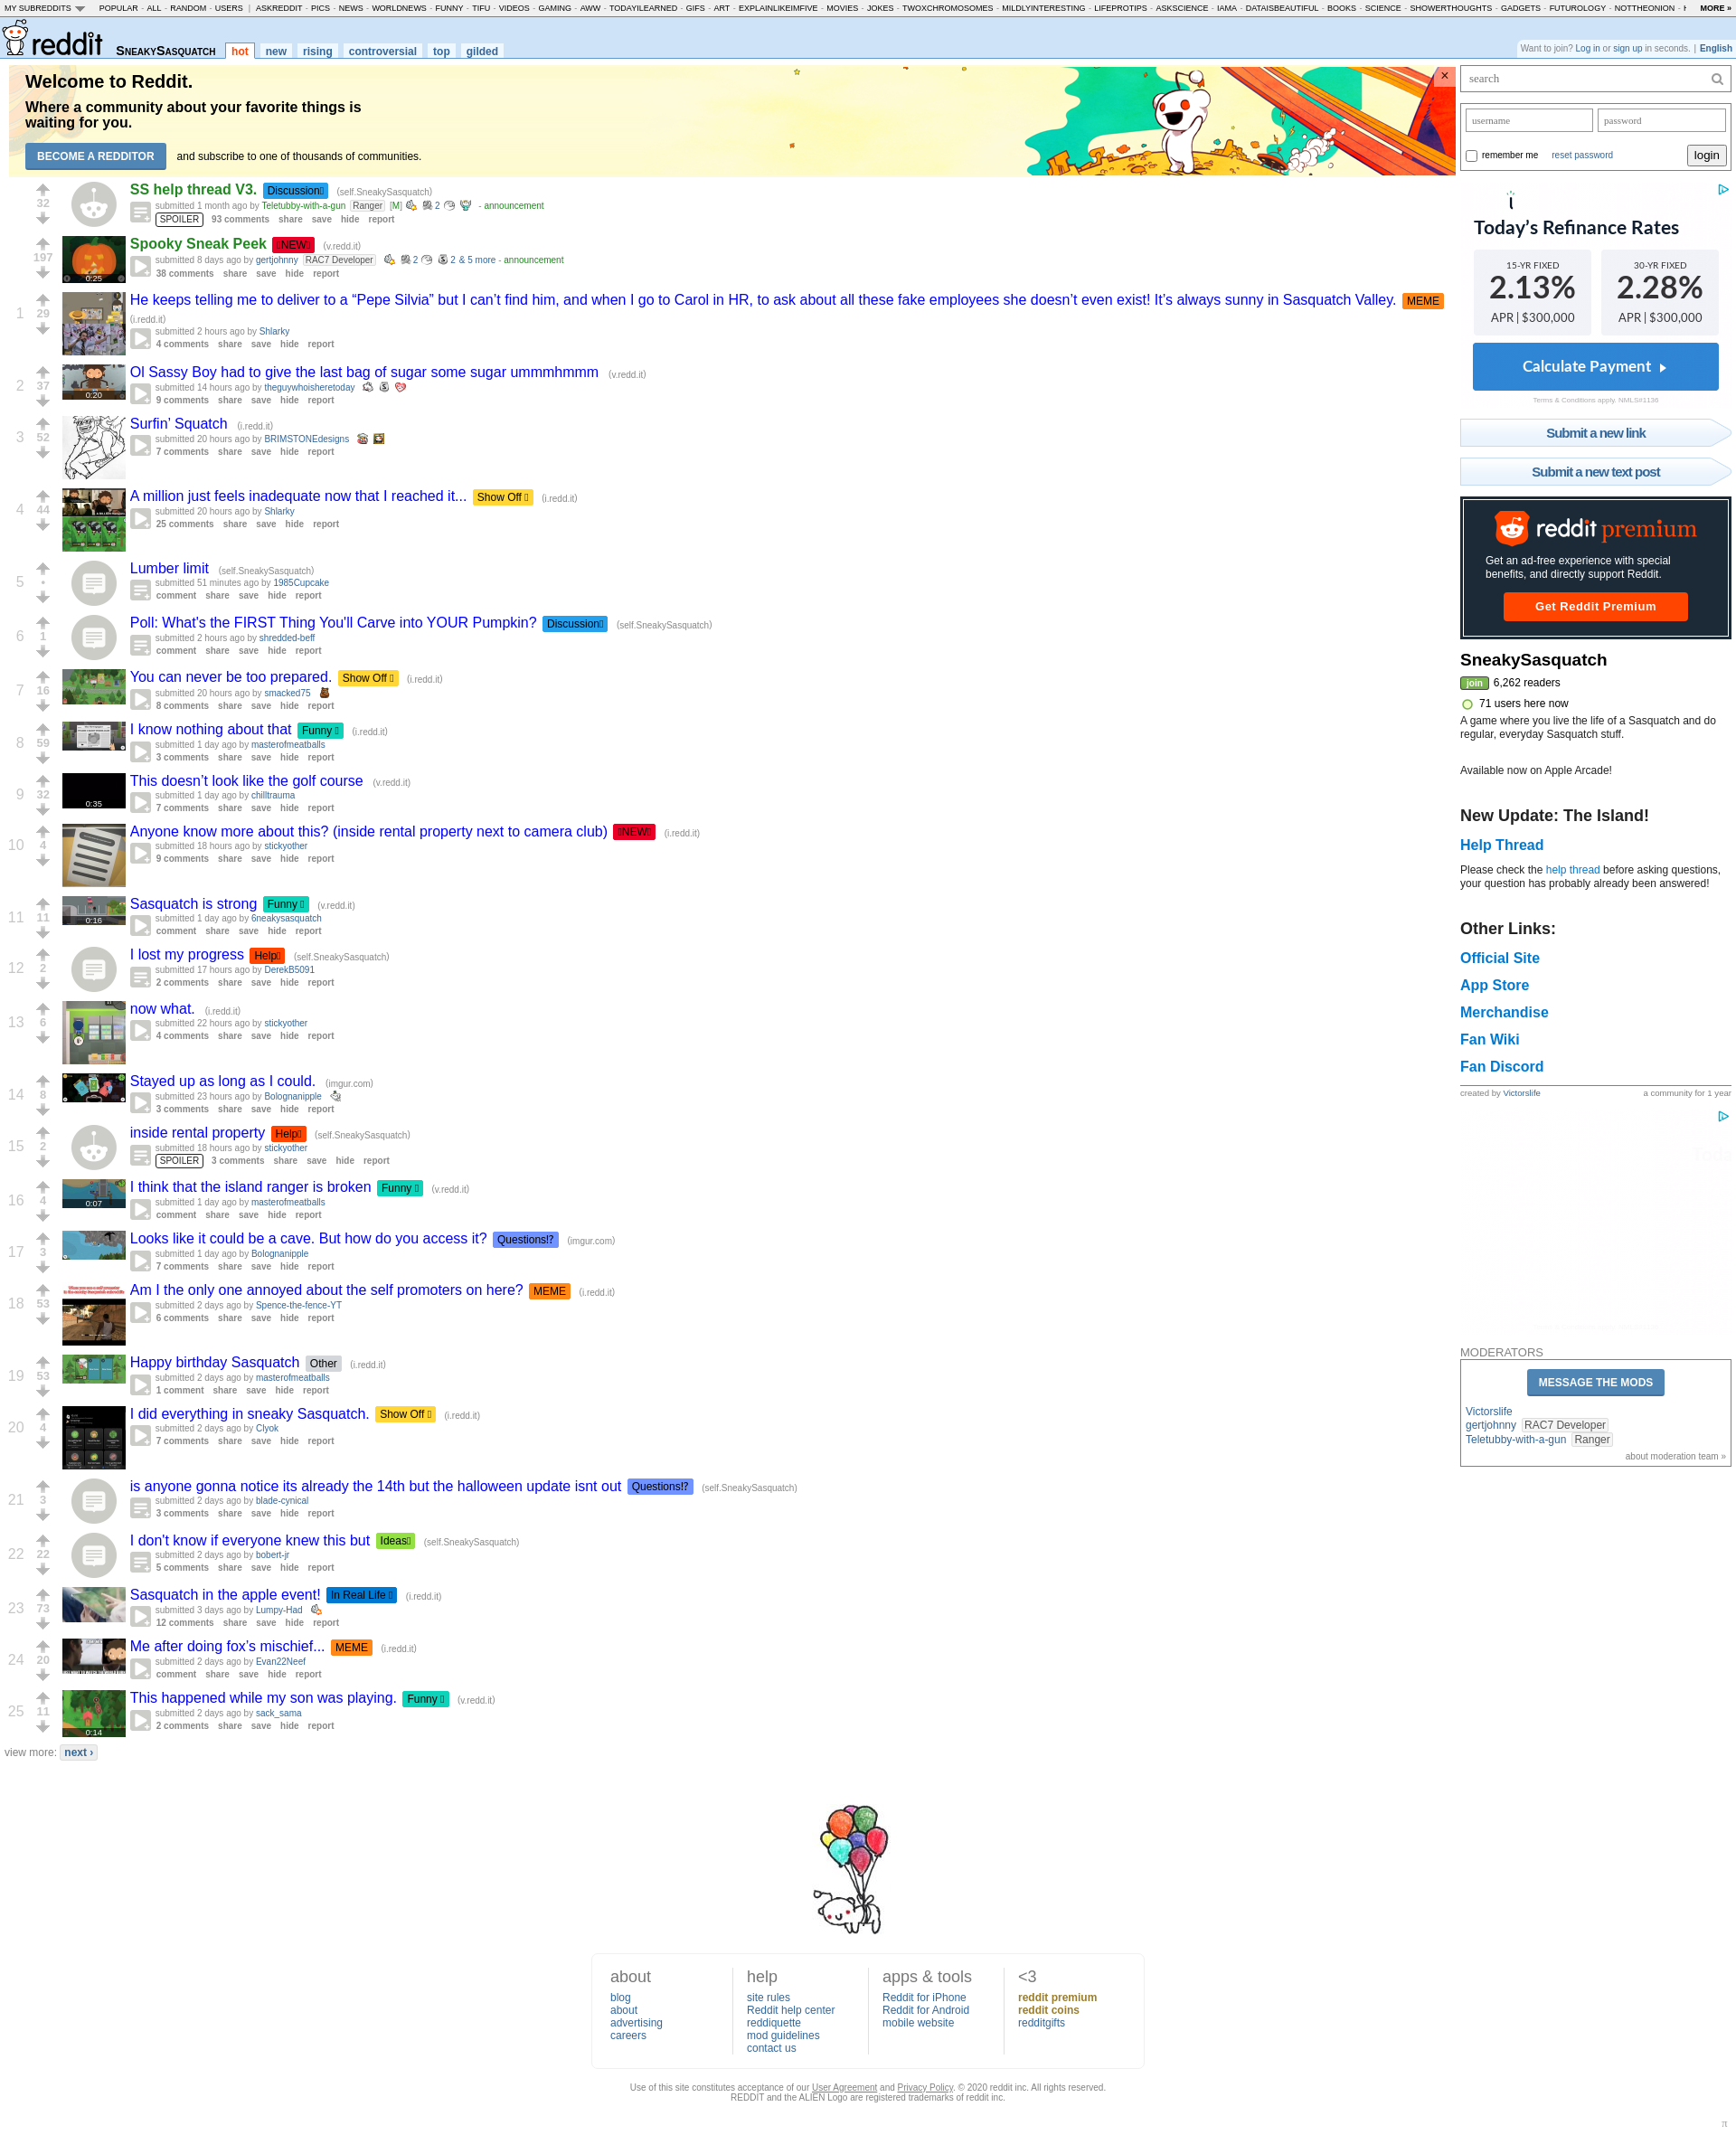 MY SUBREDDITS POPULAR - ALL - RANDOM - USERS | ASKREDDIT - PICS - NEWS - WORLDNEWS - FUNNY - TIFU - VIDEOS - GAMING - AWW - TODAYILEARNED - GIFS - ART - EXPLAINLIKEIMFIVE - MOVIES - JOKES - TWOXCHROMOSOMES - MILDLYINTERESTING - LIFEPROTIPS - ASKSCIENCE - IAMA - DATAISBEAUTIFUL - BOOKS - SCIENCE - SHOWERTHOUGHTS - GADGETS - FUTUROLOGY - NOTTHEONION - MORE »
reddit SNEAKYSASQUATCH hot new rising controversial top gilded
Want to join? Log in or sign up in seconds. | English
Welcome to Reddit.
Where a community about your favorite things is
waiting for you.
BECOME A REDDITOR and subscribe to one of thousands of communities.
×
32
SS help thread V3. Discussion (self.SneakySasquatch)
submitted 1 month ago by Teletubby-with-a-gun Ranger [M] 2 - announcement
SPOILER 93 comments share save hide report
197
0:25
Spooky Sneak Peek NEW (v.redd.it)
submitted 8 days ago by gertjohnny RAC7 Developer 2 2 & 5 more - announcement
38 comments share save hide report
1
29
He keeps telling me to deliver to a “Pepe Silvia” but I can’t find him, and when I go to Carol in HR, to ask about all these fake employees she doesn’t even exist! It’s always sunny in Sasquatch Valley. MEME
(i.redd.it)
submitted 2 hours ago by Shlarky
4 comments share save hide report
2
37
0:20
Ol Sassy Boy had to give the last bag of sugar some sugar ummmhmmm (v.redd.it)
submitted 14 hours ago by theguywhoisheretoday
9 comments share save hide report
3
52
Surfin’ Squatch (i.redd.it)
submitted 20 hours ago by BRIMSTONEdesigns
7 comments share save hide report
4
44
A million just feels inadequate now that I reached it... Show Off (i.redd.it)
submitted 20 hours ago by Shlarky
25 comments share save hide report
5
•
Lumber limit (self.SneakySasquatch)
submitted 51 minutes ago by 1985Cupcake
comment share save hide report
6
1
Poll: What's the FIRST Thing You'll Carve into YOUR Pumpkin? Discussion (self.SneakySasquatch)
submitted 2 hours ago by shredded-beff
comment share save hide report
7
16
You can never be too prepared. Show Off (i.redd.it)
submitted 20 hours ago by smacked75
8 comments share save hide report
8
59
I know nothing about that Funny (i.redd.it)
submitted 1 day ago by masterofmeatballs
3 comments share save hide report
9
32
0:35
This doesn’t look like the golf course (v.redd.it)
submitted 1 day ago by chilltrauma
7 comments share save hide report
10
4
Anyone know more about this? (inside rental property next to camera club) NEW (i.redd.it)
submitted 18 hours ago by stickyother
9 comments share save hide report
11
11
0:16
Sasquatch is strong Funny (v.redd.it)
submitted 1 day ago by 6neakysasquatch
comment share save hide report
12
2
I lost my progress Help (self.SneakySasquatch)
submitted 17 hours ago by DerekB5091
2 comments share save hide report
13
6
now what. (i.redd.it)
submitted 22 hours ago by stickyother
4 comments share save hide report
14
8
Stayed up as long as I could. (imgur.com)
submitted 23 hours ago by Bolognanipple
3 comments share save hide report
15
2
inside rental property Help (self.SneakySasquatch)
submitted 18 hours ago by stickyother
SPOILER 3 comments share save hide report
16
4
0:07
I think that the island ranger is broken Funny (v.redd.it)
submitted 1 day ago by masterofmeatballs
comment share save hide report
17
3
Looks like it could be a cave. But how do you access it? Questions⁉ (imgur.com)
submitted 1 day ago by Bolognanipple
7 comments share save hide report
18
53
Am I the only one annoyed about the self promoters on here? MEME (i.redd.it)
submitted 2 days ago by Spence-the-fence-YT
6 comments share save hide report
19
53
Happy birthday Sasquatch Other (i.redd.it)
submitted 2 days ago by masterofmeatballs
1 comment share save hide report
20
4
I did everything in sneaky Sasquatch. Show Off (i.redd.it)
submitted 2 days ago by Clyok
7 comments share save hide report
21
3
is anyone gonna notice its already the 14th but the halloween update isnt out Questions⁉ (self.SneakySasquatch)
submitted 2 days ago by blade-cynical
3 comments share save hide report
22
22
I don't know if everyone knew this but Ideas (self.SneakySasquatch)
submitted 2 days ago by bobert-jr
5 comments share save hide report
23
73
Sasquatch in the apple event! In Real Life (i.redd.it)
submitted 3 days ago by Lumpy-Had
12 comments share save hide report
24
20
Me after doing fox’s mischief... MEME (i.redd.it)
submitted 2 days ago by Evan22Neef
comment share save hide report
25
11
0:14
This happened while my son was playing. Funny (v.redd.it)
submitted 2 days ago by sack_sama
2 comments share save hide report
view more: next ›
search
username password
remember me reset password login
Today’s Refinance Rates
15-YR FIXED 30-YR FIXED
2.13% 2.28%
APR | $300,000 APR | $300,000
Calculate Payment
Terms & Conditions apply. NMLS#1136
Submit a new link
Submit a new text post
reddit premium
Get an ad-free experience with special
benefits, and directly support Reddit.
Get Reddit Premium
SneakySasquatch
join 6,262 readers
71 users here now
A game where you live the life of a Sasquatch and do
regular, everyday Sasquatch stuff.
Available now on Apple Arcade!
New Update: The Island!
Help Thread
Please check the help thread before asking questions,
your question has probably already been answered!
Other Links:
Official Site
App Store
Merchandise
Fan Wiki
Fan Discord
created by Victorslife a community for 1 year
MODERATORS
MESSAGE THE MODS
Victorslife
gertjohnny RAC7 Developer
Teletubby-with-a-gun Ranger
about moderation team »
about
blog
about
advertising
careers
help
site rules
Reddit help center
reddiquette
mod guidelines
contact us
apps & tools
Reddit for iPhone
Reddit for Android
mobile website
<3
reddit premium
reddit coins
redditgifts
Use of this site constitutes acceptance of our User Agreement and Privacy Policy. © 2020 reddit inc. All rights reserved.
REDDIT and the ALIEN Logo are registered trademarks of reddit inc.
π